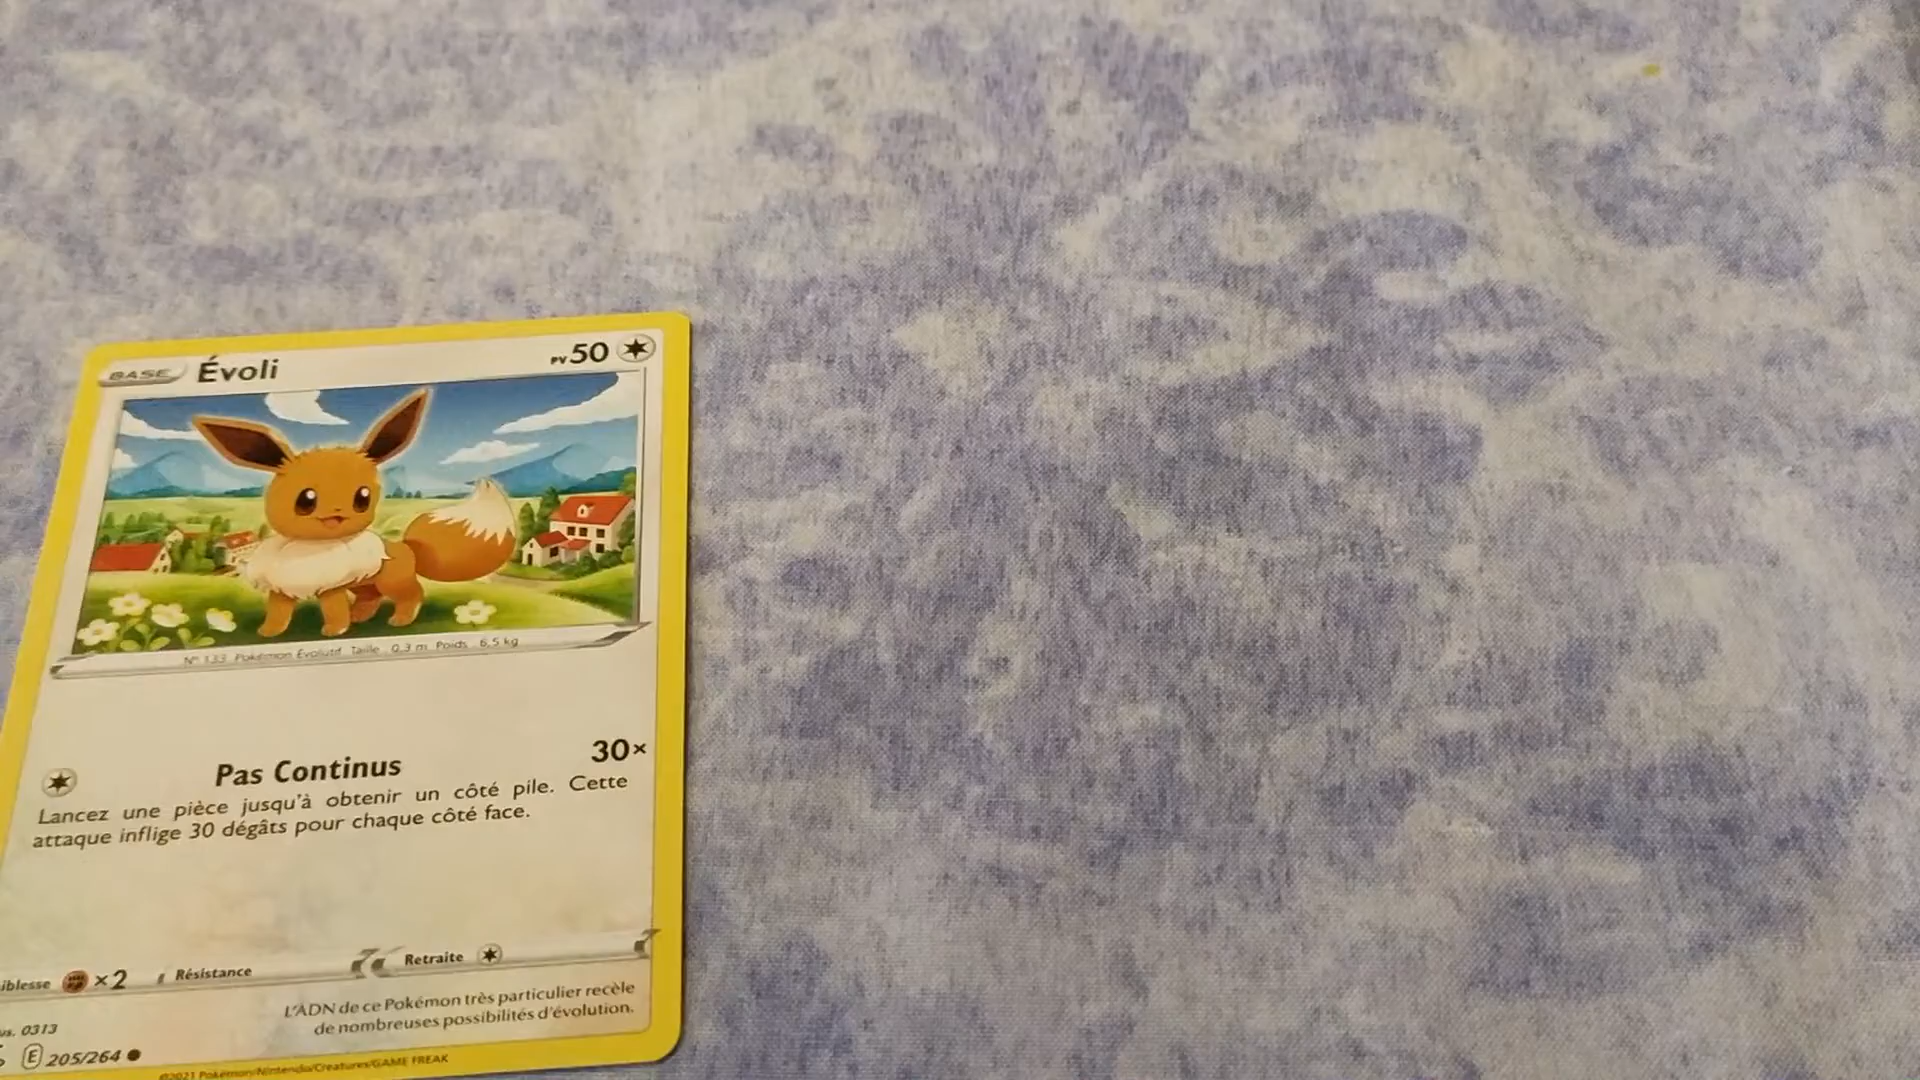 BASE Évoli PV 50
N° 133 Pokémon Évolutif Taille : 0,3 m Poids : 6,5 kg
Pas Continus 30×
Lancez une pièce jusqu'à obtenir un côté pile. Cette
attaque inflige 30 dégâts pour chaque côté face.
iblesse ×2 Résistance Retraite
L'ADN de ce Pokémon très particulier recèle
de nombreuses possibilités d'évolution.
us. 0313
E 205/264
©2021 Pokémon/Nintendo/Creatures/GAME FREAK